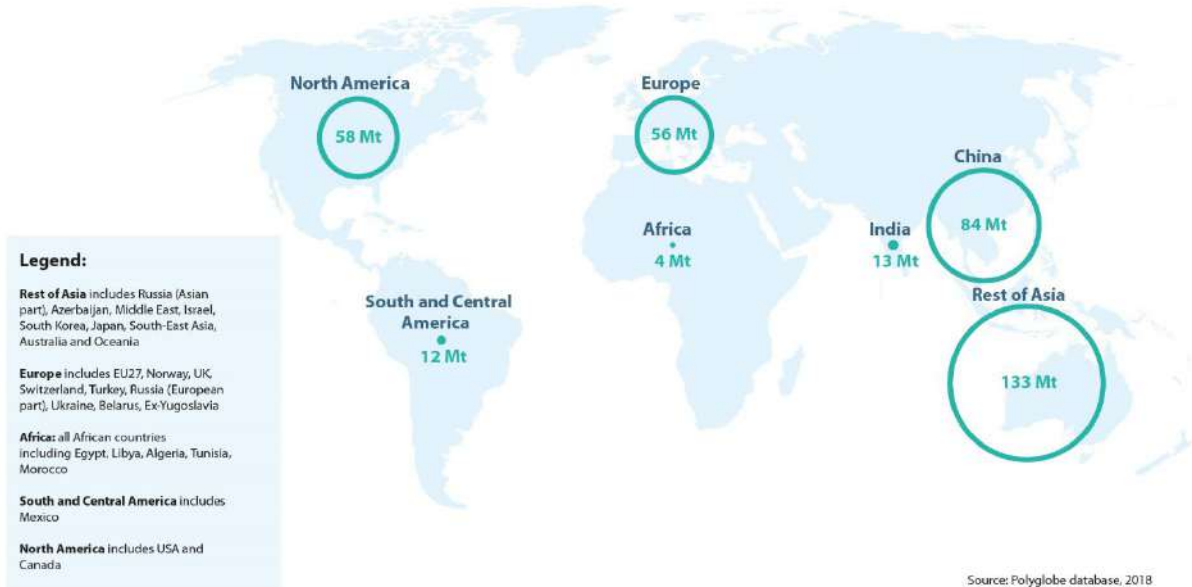 North America
58 Mt
Europe
56 Mt
China
84 Mt
Africa
4 Mt
India
13 Mt
South and Central
America
12 Mt
Rest of Asia
133 Mt
Legend:
Rest of Asia includes Russia (Asian
part), Azerbaijan, Middle East, Israel,
South Korea, Japan, South-East Asia,
Australia and Oceania
Europe includes EU27, Norway, UK,
Switzerland, Turkey, Russia (European
part), Ukraine, Belarus, Ex-Yugoslavia
Africa: all African countries
including Egypt, Libya, Algeria, Tunisia,
Morocco
South and Central America includes
Mexico
North America includes USA and
Canada
Source: Polyglobe database, 2018